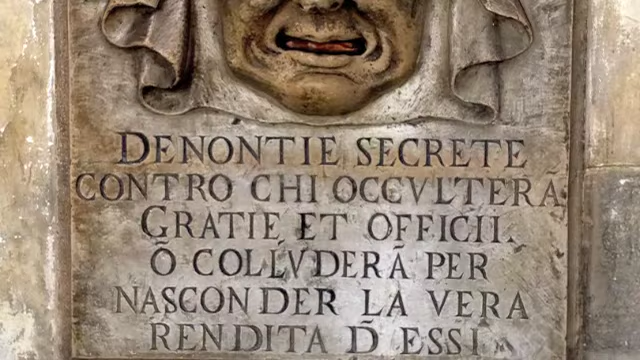 DENONTIE SECRETE
CONTRO CHI OCCVLTERÀ
GRATIE ET OFFICII.
Ò COLLVDERÀ PER
NASCONDER LA VERA
RENDITA D ESSI